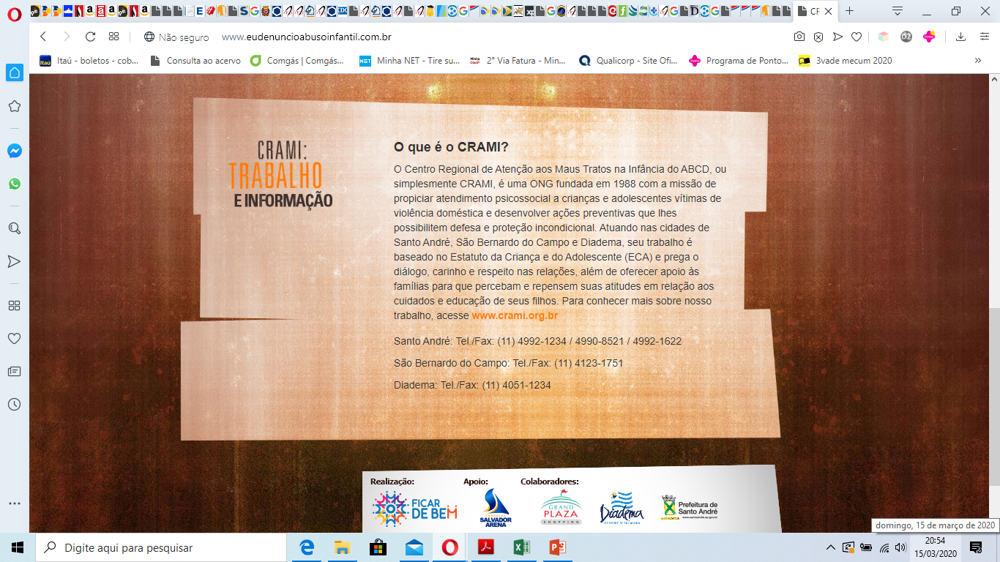 CF
Não seguro
www.eudenuncioabusoinfantil.com.br
Itaú - boletos - cob...
Consulta ao acervo
Comgás | Comgás...
Minha NET - Tire su...
2° Via Fatura - Min...
Qualicorp - Site Ofi...
Programa de Ponto...
3vade mecum 2020
CRAMI:
TRABALHO
E INFORMAÇÃO
O que é o CRAMI?
O Centro Regional de Atenção aos Maus Tratos na Infância do ABCD, ou
simplesmente CRAMI, é uma ONG fundada em 1988 com a missão de
propiciar atendimento psicossocial a crianças e adolescentes vítimas de
violência doméstica e desenvolver ações preventivas que lhes
possibilitem defesa e proteção incondicional. Atuando nas cidades de
Santo André, São Bernardo do Campo e Diadema, seu trabalho é
baseado no Estatuto da Criança e do Adolescente (ECA) e prega o
diálogo, carinho e respeito nas relações, além de oferecer apoio às
famílias para que percebam e repensem suas atitudes em relação aos
cuidados e educação de seus filhos. Para conhecer mais sobre nosso
trabalho, acesse www.crami.org.br
Santo André: Tel./Fax: (11) 4992-1234 / 4990-8521 / 4992-1622
São Bernardo do Campo: Tel./Fax: (11) 4123-1751
Diadema: Tel./Fax: (11) 4051-1234
Realização:
Apoio:
Colaboradores:
FICAR
DE BEM
FUNDAÇÃO
SALVADOR
ARENA
GRAND
PLAZA
SHOPPING
Diadema
Prefeitura de
Santo André
domingo, 15 de março de 2020
Digite aqui para pesquisar
20:54
15/03/2020